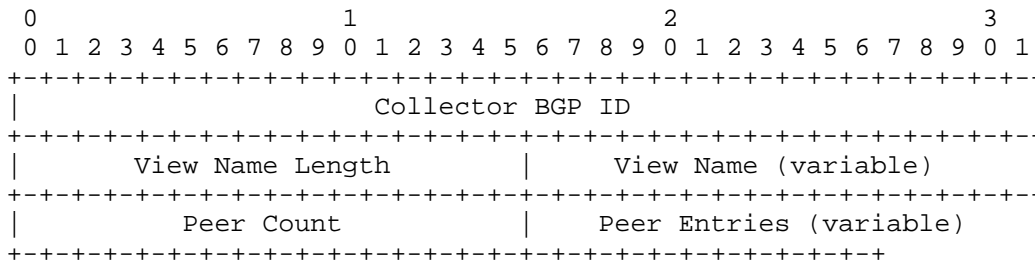 0                   1                   2                   3
 0 1 2 3 4 5 6 7 8 9 0 1 2 3 4 5 6 7 8 9 0 1 2 3 4 5 6 7 8 9 0 1
+-+-+-+-+-+-+-+-+-+-+-+-+-+-+-+-+-+-+-+-+-+-+-+-+-+-+-+-+-+-+-+-
|                      Collector BGP ID
+-+-+-+-+-+-+-+-+-+-+-+-+-+-+-+-+-+-+-+-+-+-+-+-+-+-+-+-+-+-+-+-
|       View Name Length        |     View Name (variable)
+-+-+-+-+-+-+-+-+-+-+-+-+-+-+-+-+-+-+-+-+-+-+-+-+-+-+-+-+-+-+-+-
|          Peer Count           |    Peer Entries (variable)
+-+-+-+-+-+-+-+-+-+-+-+-+-+-+-+-+-+-+-+-+-+-+-+-+-+-+-+